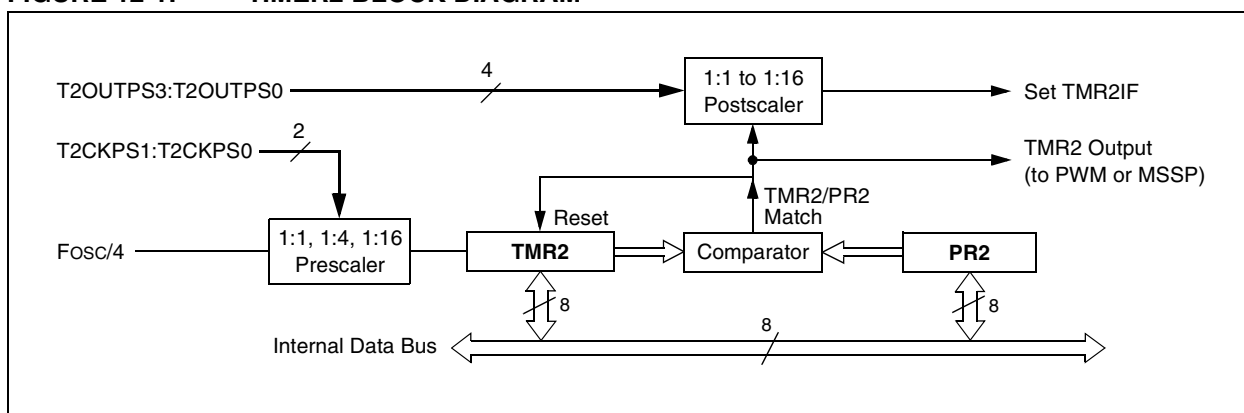 4
1:1 to 1:16
Postscaler
T2OUTPS3:T2OUTPS0
Set TMR2IF
2
T2CKPS1:T2CKPS0
TMR2 Output
(to PWM or MSSP)
TMR2/PR2
Match
Reset
1:1, 1:4, 1:16
Prescaler
FOSC/4
TMR2
Comparator
PR2
8
8
8
Internal Data Bus